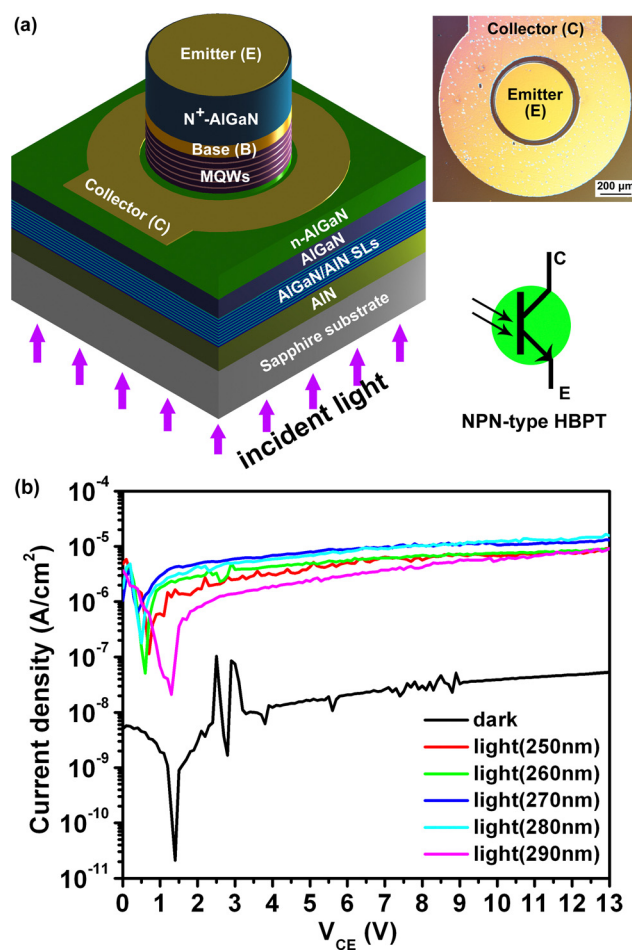 (a)
Emitter (E)
N⁺-AlGaN
Base (B)
MQWs
Collector (C)
n-AlGaN
AlGaN
AlGaN/AlN SLs
AlN
Sapphire substrate
incident light
Collector (C)
Emitter
(E)
200 μm
C
E
NPN-type HBPT
(b)
Current density (A/cm²)
10⁻⁴
10⁻⁵
10⁻⁶
10⁻⁷
10⁻⁸
10⁻⁹
10⁻¹⁰
10⁻¹¹
dark
light(250nm)
light(260nm)
light(270nm)
light(280nm)
light(290nm)
0 1 2 3 4 5 6 7 8 9 10 11 12 13
V_CE (V)